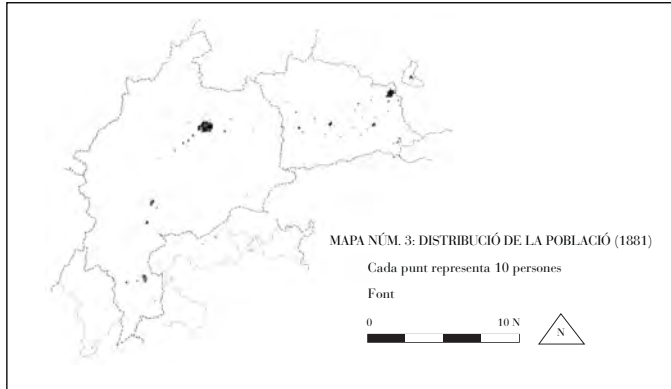 MAPA NÚM. 3: DISTRIBUCIÓ DE LA POBLACIÓ (1881)
Cada punt representa 10 persones
Font
0 10 N
N